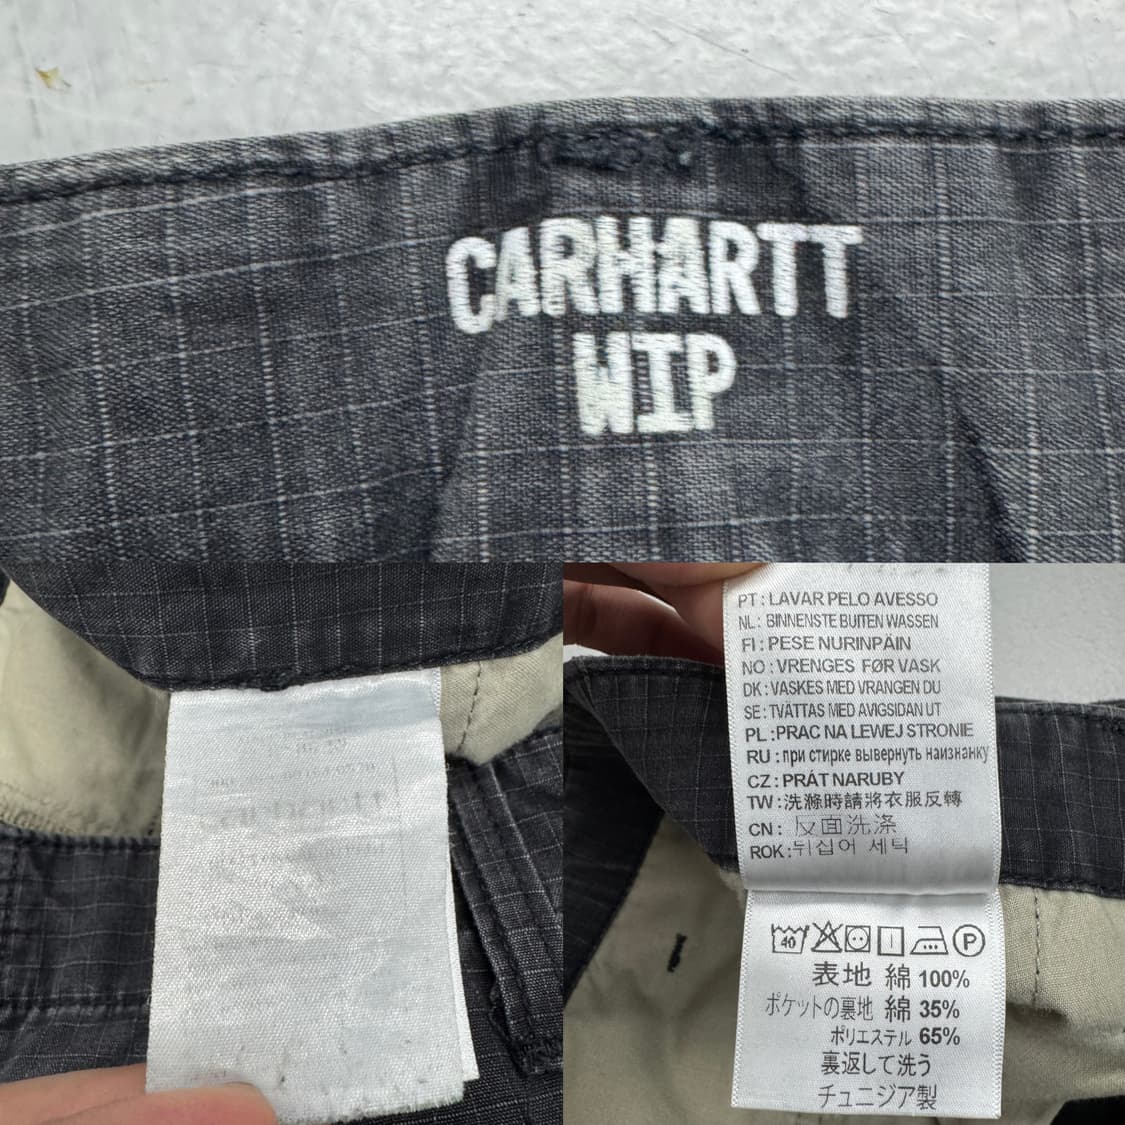 CARHARTT
WIP
PT : LAVAR PELO AVESSO
NL : BINNENSTE BUITEN WASSEN
FI : PESE NURINPÄIN
NO : VRENGES FØR VASK
DK : VASKES MED VRANGEN DU
SE : TVÄTTAS MED AVIGSIDAN UT
PL : PRAC NA LEWEJ STRONIE
RU : при стирке вывернуть наизнанку
CZ : PRÁT NARUBY
TW : 洗滌時請將衣服反轉
CN : 反面洗涤
ROK : 뒤십어 세틱
40 P
表地 綿 100%
ポケットの裏地 綿 35%
ポリエステル 65%
裏返して洗う
チュニジア製